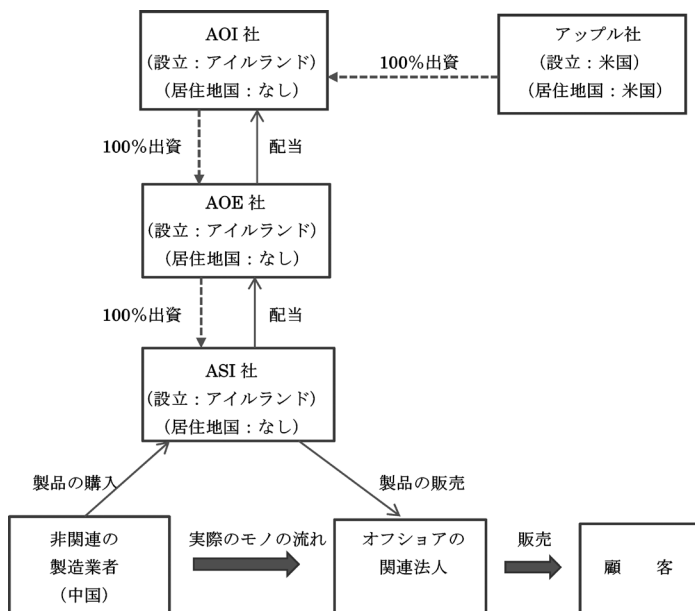 AOI 社
(設立：アイルランド)
(居住地国：なし)
アップル社
(設立：米国)
(居住地国：米国)
100%出資
100%出資
配当
AOE 社
(設立：アイルランド)
(居住地国：なし)
100%出資
配当
ASI 社
(設立：アイルランド)
(居住地国：なし)
製品の購入
製品の販売
非関連の
製造業者
(中国)
実際のモノの流れ
オフショアの
関連法人
販売
顧　客